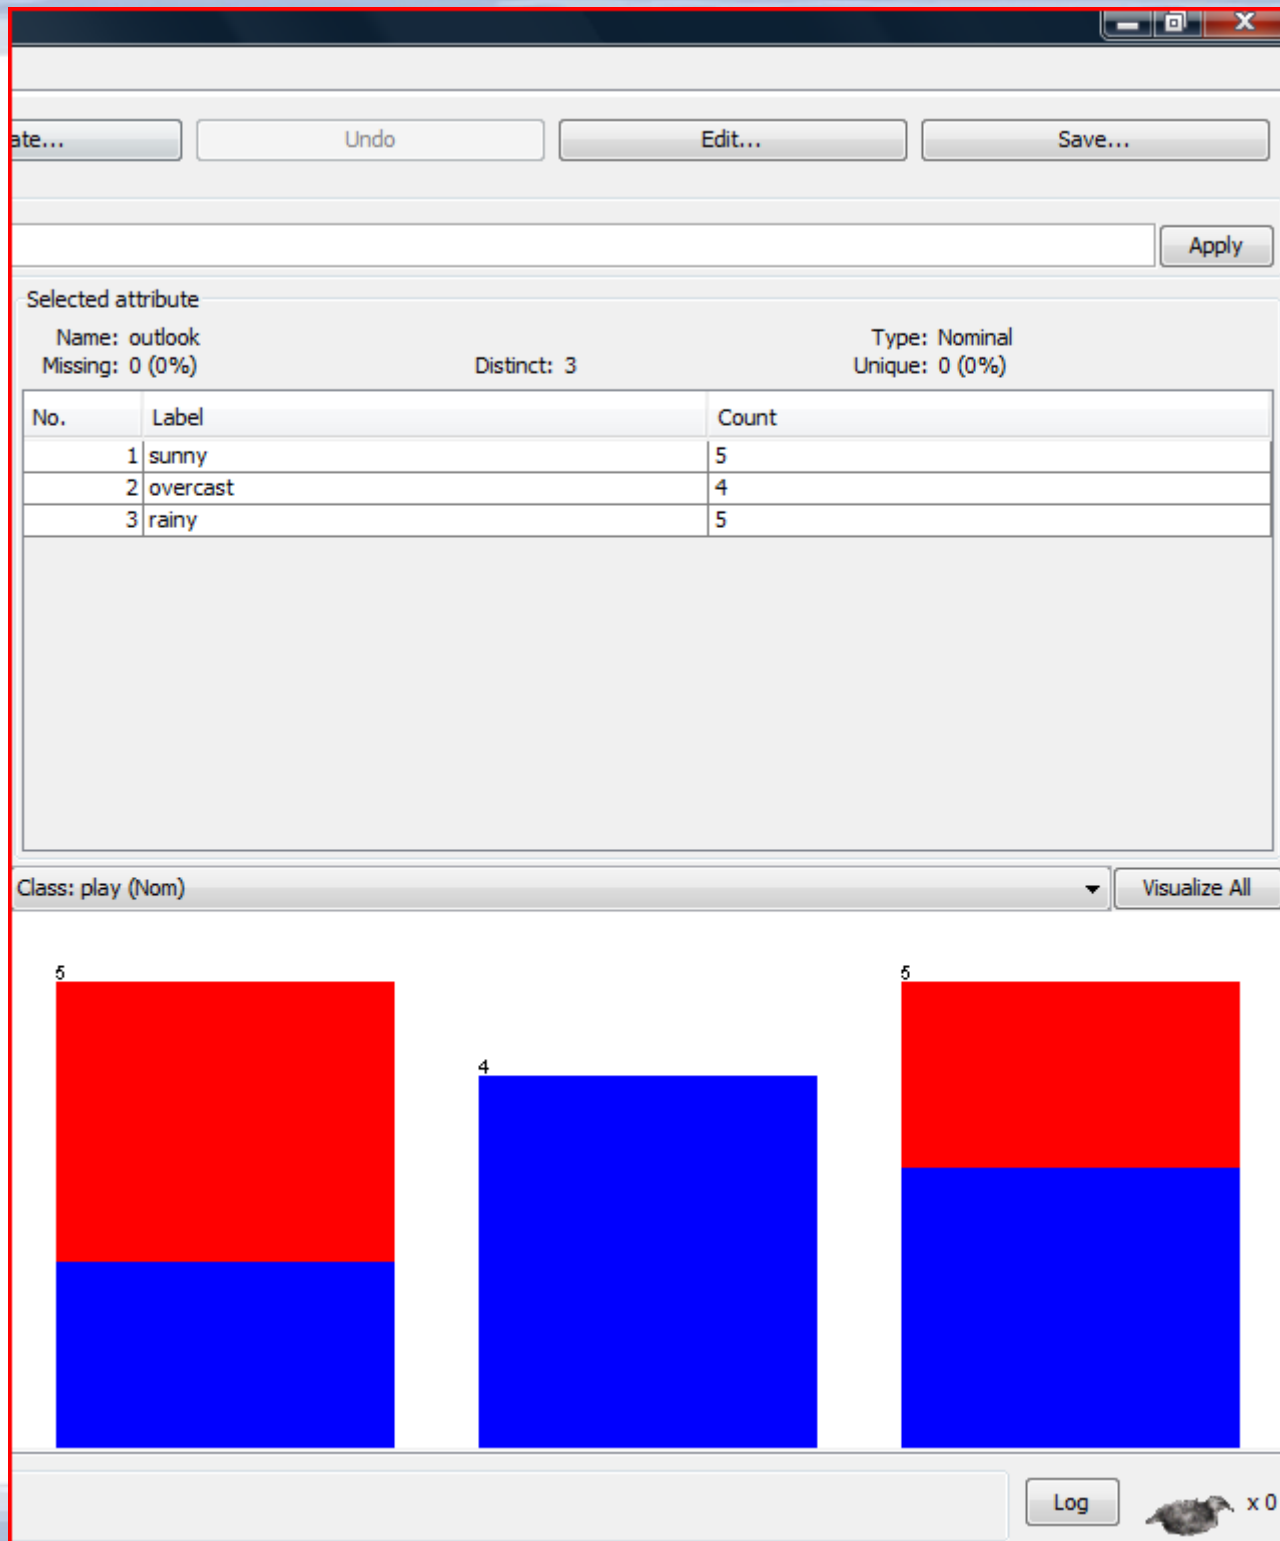 ate... Undo Edit... Save...
Apply
Selected attribute
Name: outlook Type: Nominal
Missing: 0 (0%) Distinct: 3 Unique: 0 (0%)
No. Label Count
1 sunny 5
2 overcast 4
3 rainy 5
Class: play (Nom) Visualize All
5 5
4
Log x 0